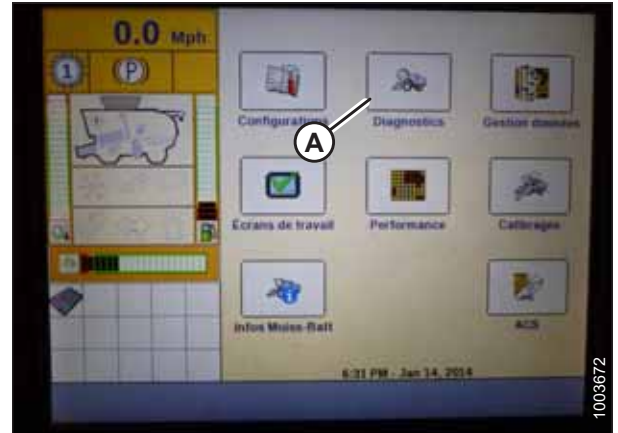 0.0 Mph
1 P
Configurations Diagnostics Gestion données
A
Écrans de travail Performance Calibrages
Infos Moiss-Batt ACS
6:31 PM - Jan 14, 2014
1003672